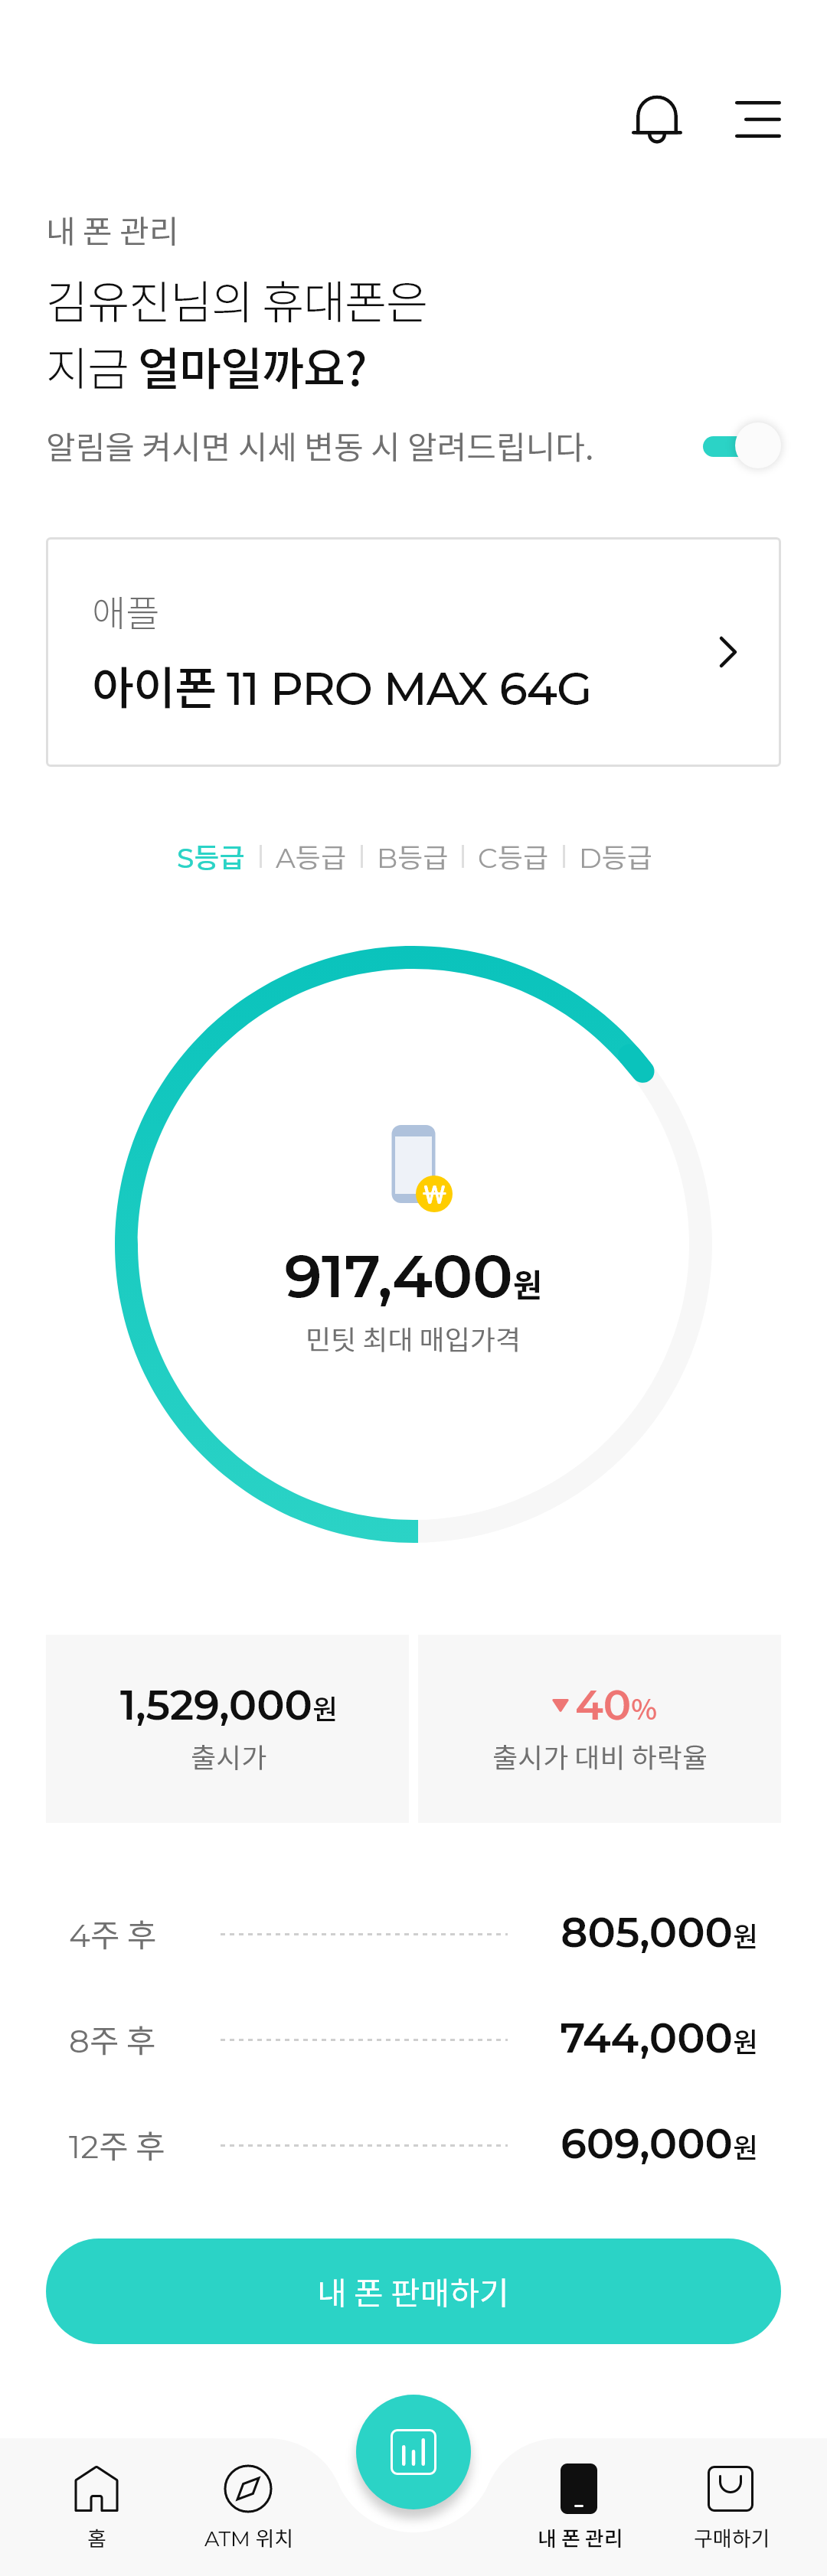 내 폰 관리
김유진님의 휴대폰은
지금 얼마일까요?
알림을 켜시면 시세 변동 시 알려드립니다.
애플
아이폰 11 PRO MAX 64G
S등급 | A등급 | B등급 | C등급 | D등급
₩
917,400원
민팃 최대 매입가격
1,529,000원
출시가
▼40%
출시가 대비 하락율
4주 후 805,000원
8주 후 744,000원
12주 후 609,000원
내 폰 판매하기
홈 ATM 위치 내 폰 관리 구매하기